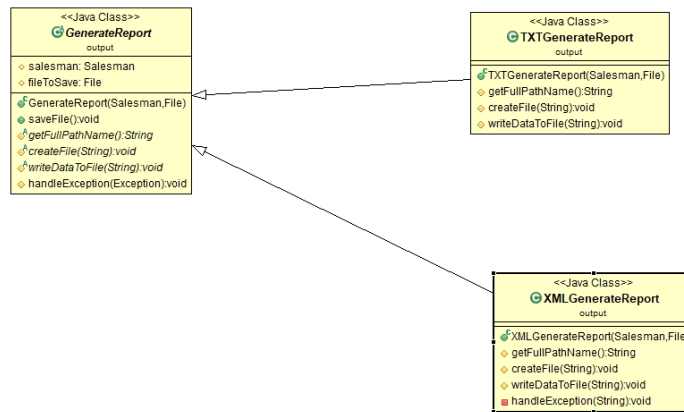 <<Java Class>>
GenerateReport
output
salesman: Salesman
fileToSave: File
GenerateReport(Salesman,File)
saveFile():void
getFullPathName():String
createFile(String):void
writeDataToFile(String):void
handleException(Exception):void
<<Java Class>>
TXTGenerateReport
output
TXTGenerateReport(Salesman,File)
getFullPathName():String
createFile(String):void
writeDataToFile(String):void
<<Java Class>>
XMLGenerateReport
output
XMLGenerateReport(Salesman,File
getFullPathName():String
createFile(String):void
writeDataToFile(String):void
handleException(String):void